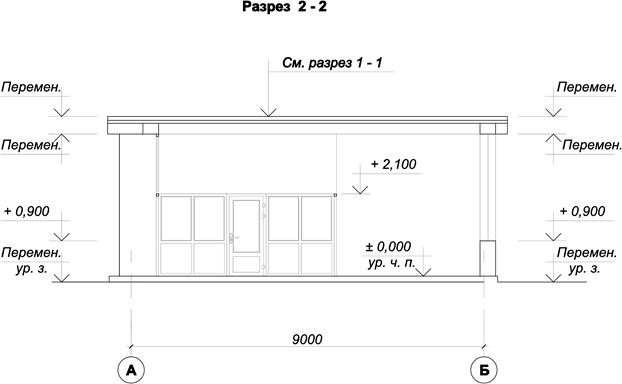 Разрез 2 - 2
См. разрез 1 - 1
Перемен.
Перемен.
Перемен.
Перемен.
+ 2,100
+ 0,900
+ 0,900
± 0,000
ур. ч. п.
Перемен.
ур. з.
Перемен.
ур. з.
9000
А
Б